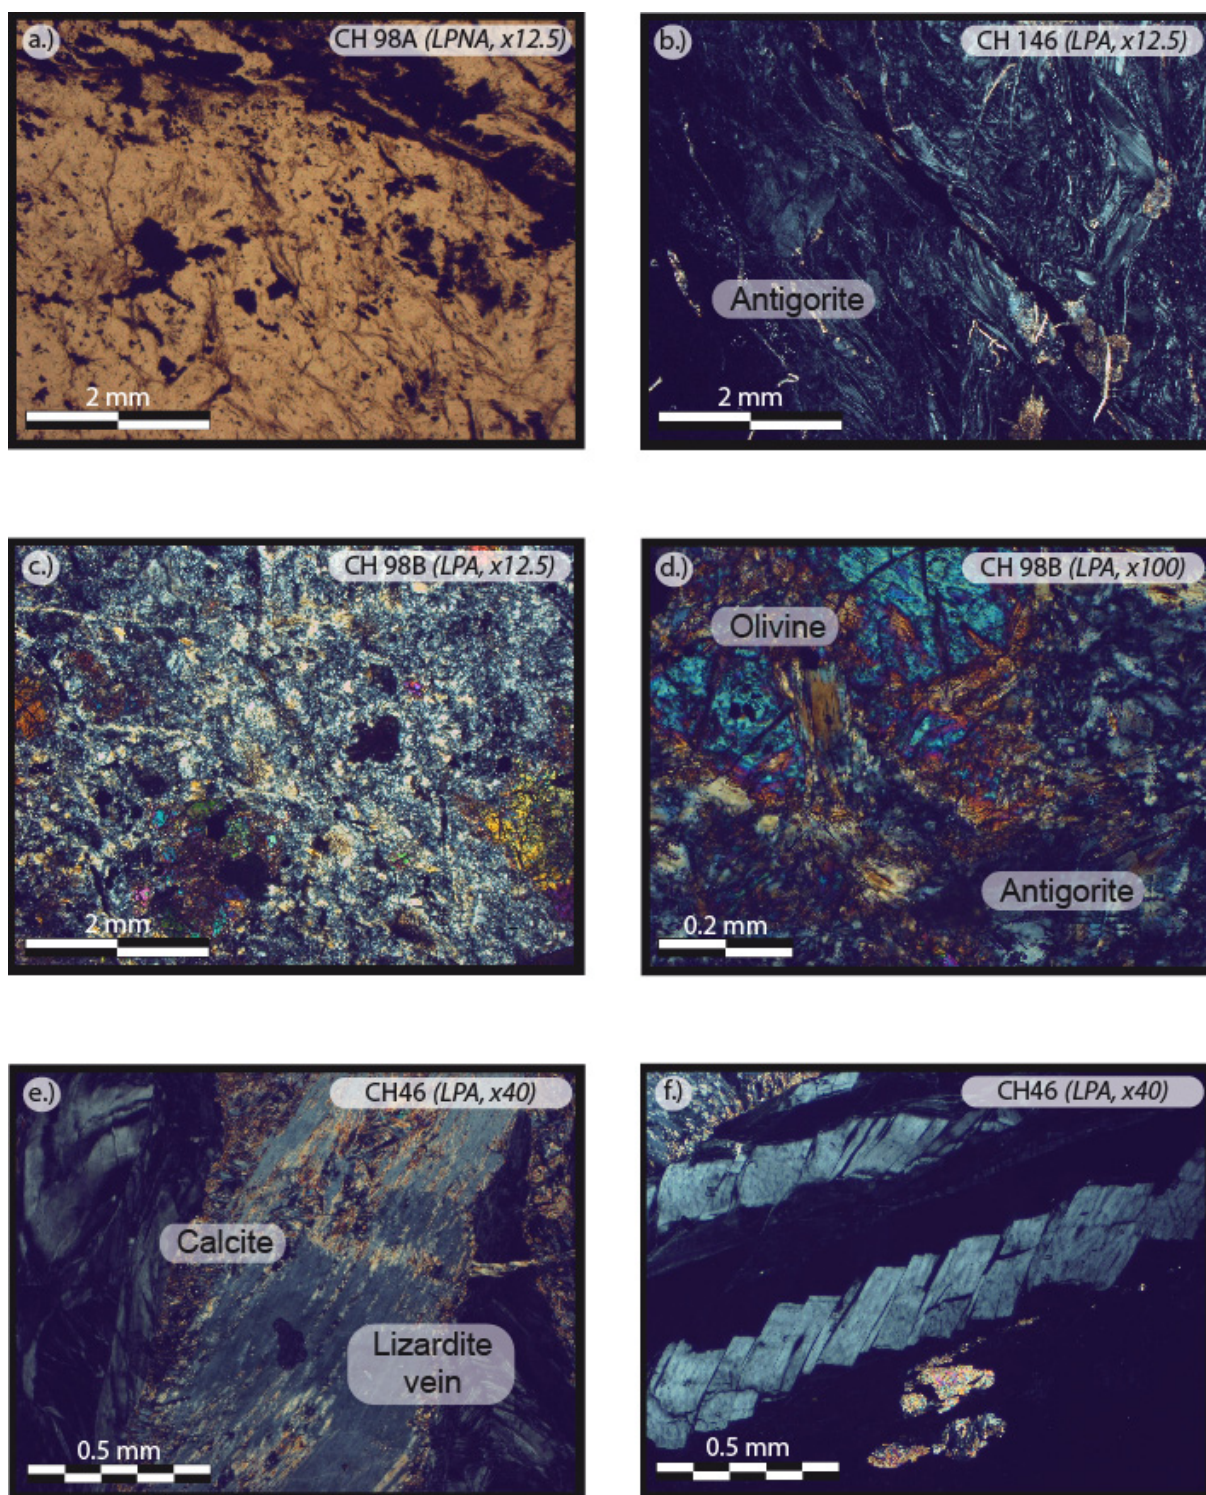 a.)
CH 98A (LPNA, x12.5)
2 mm
b.)
CH 146 (LPA, x12.5)
Antigorite
2 mm
c.)
CH 98B (LPA, x12.5)
2 mm
d.)
CH 98B (LPA, x100)
Olivine
Antigorite
0.2 mm
e.)
CH46 (LPA, x40)
Calcite
Lizardite
vein
0.5 mm
f.)
CH46 (LPA, x40)
0.5 mm